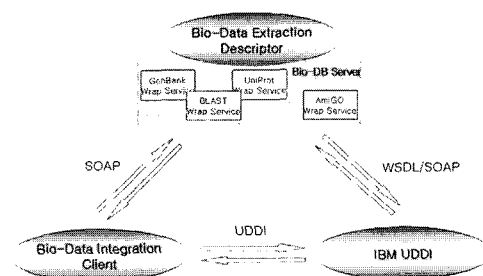 Bio-Data Extraction
Descriptor
Bio-DB Server
GenBank
Wrap Service
UniProt
Wrap Service
BLAST
Wrap Service
AmiGO
Wrap Service
SOAP
WSDL/SOAP
UDDI
Bio-Data Integration
Client
IBM UDDI